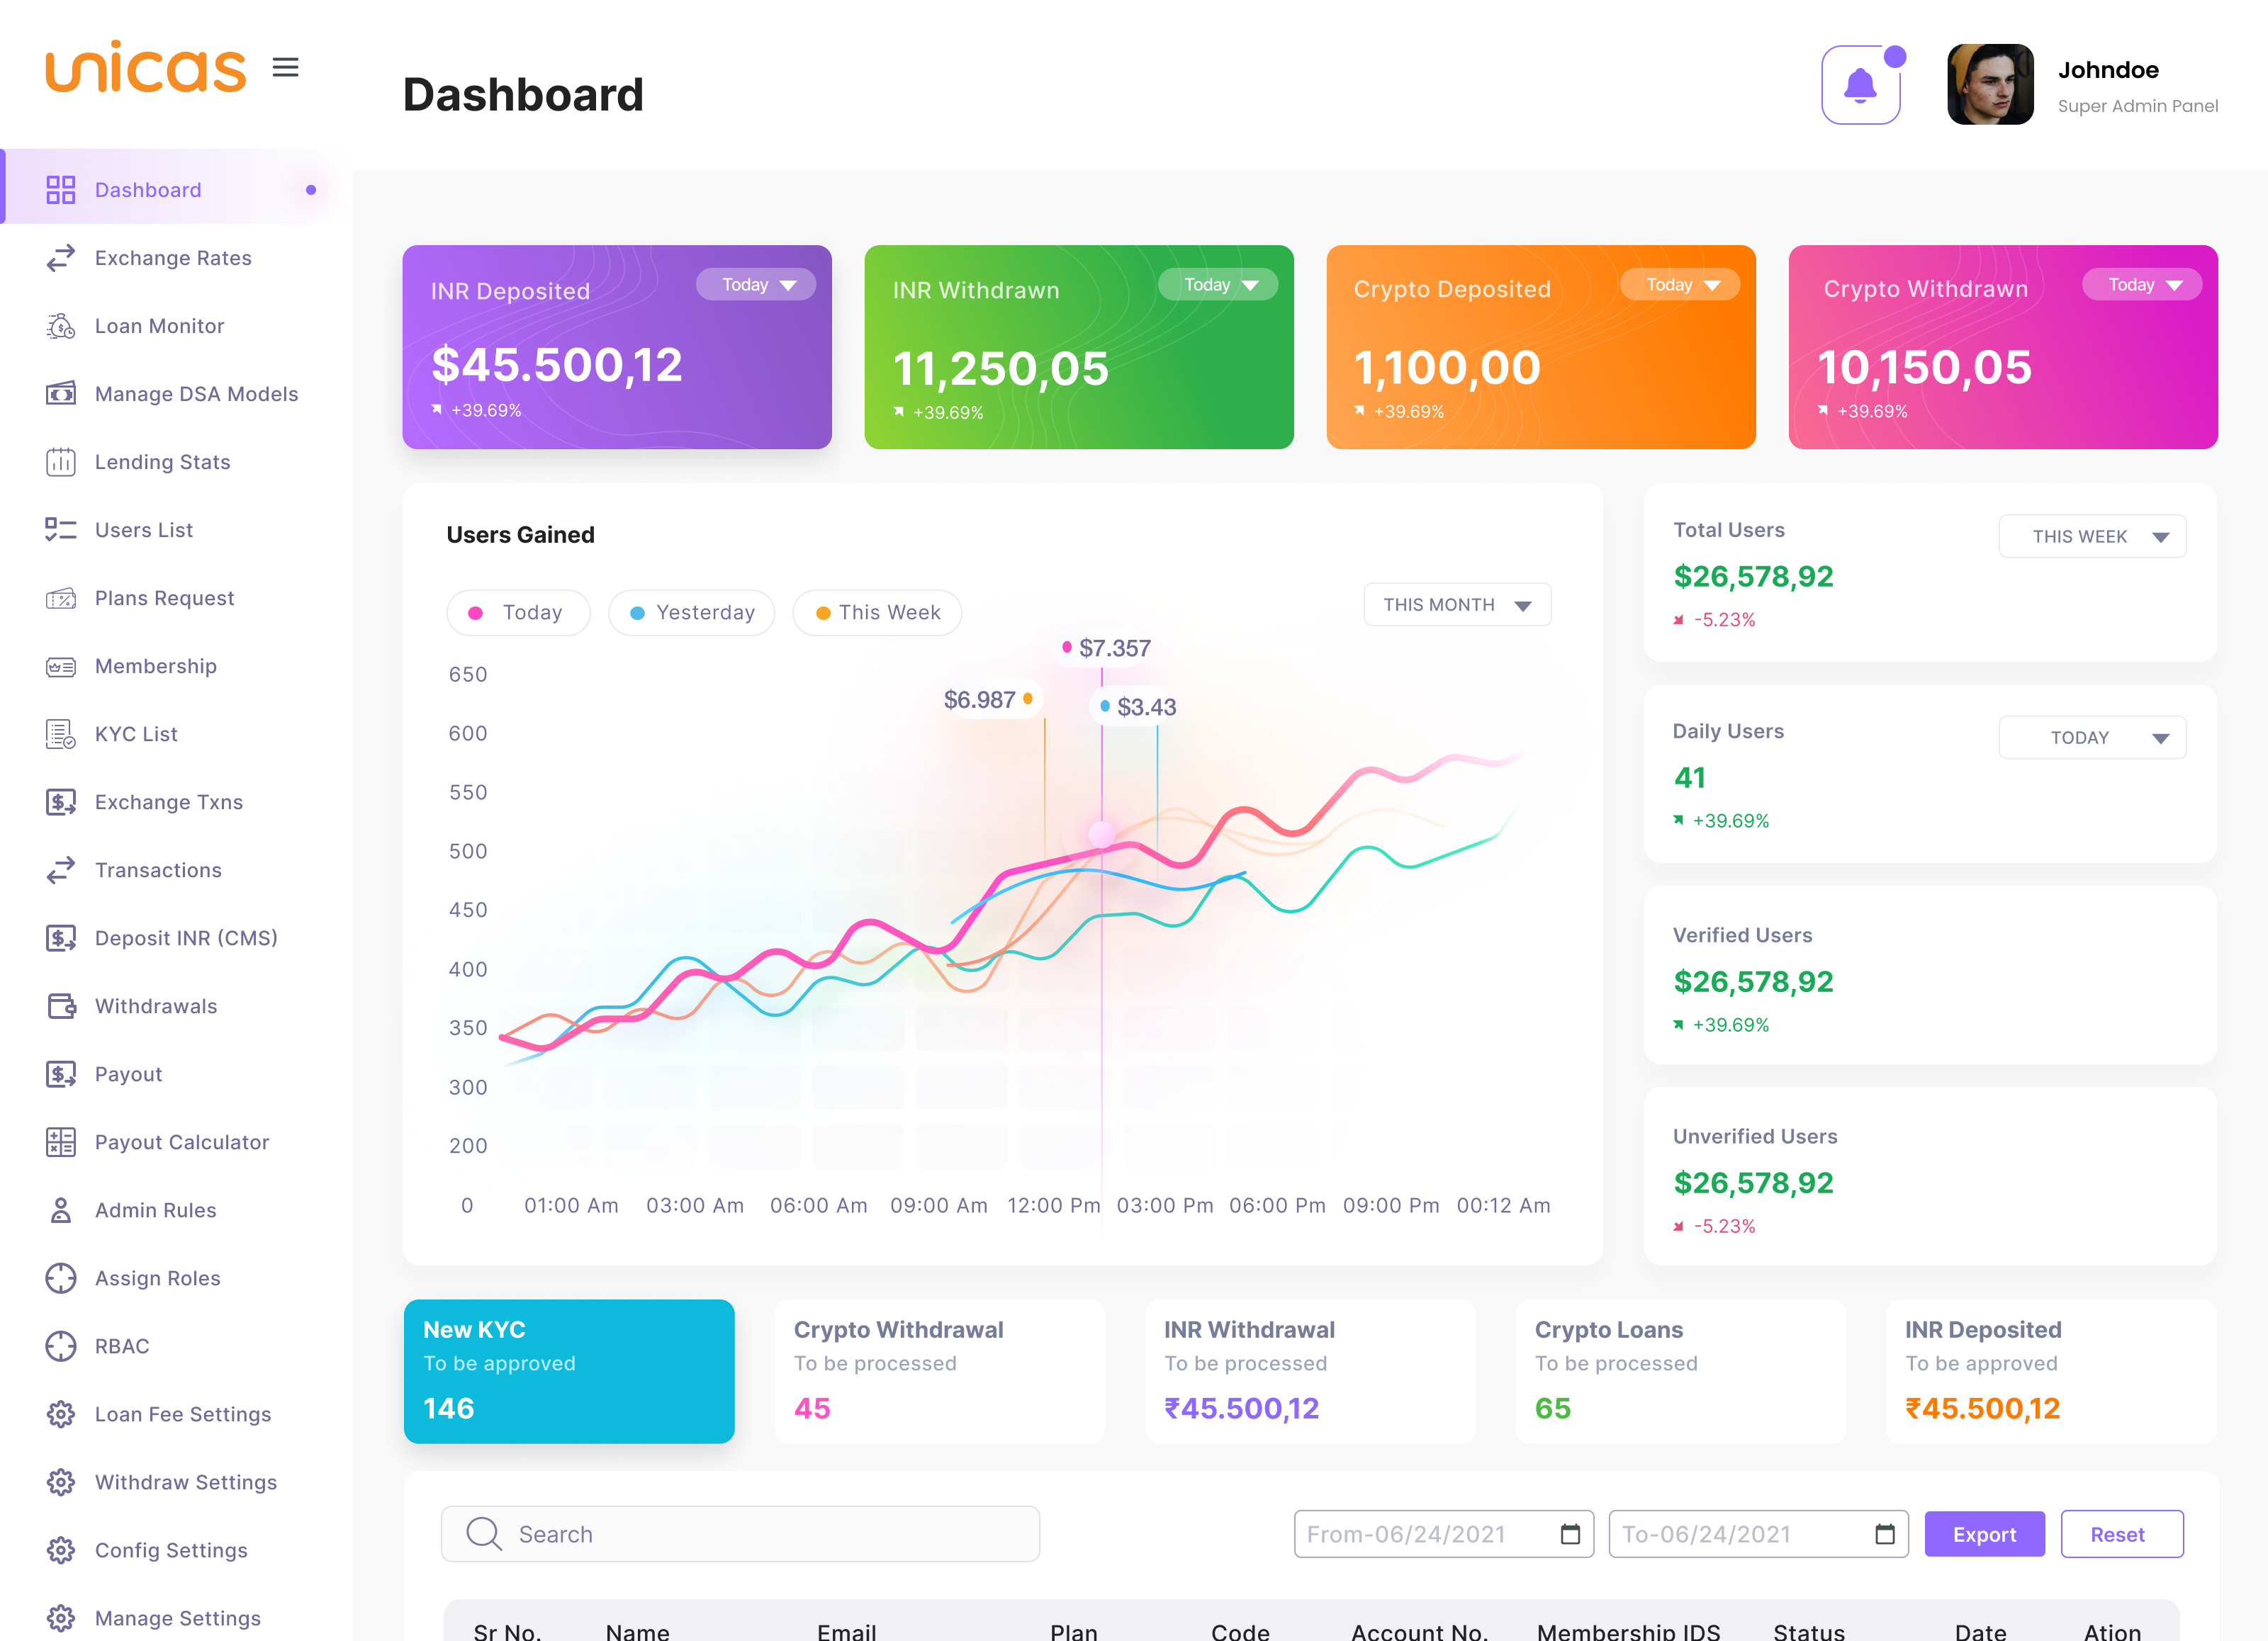 unicas
Dashboard
Johndoe
Super Admin Panel
Dashboard
Exchange Rates
Loan Monitor
Manage DSA Models
Lending Stats
Users List
Plans Request
Membership
KYC List
Exchange Txns
Transactions
Deposit INR (CMS)
Withdrawals
Payout
Payout Calculator
Admin Rules
Assign Roles
RBAC
Loan Fee Settings
Withdraw Settings
Config Settings
Manage Settings
INR Deposited
Today
$45.500,12
+39.69%
INR Withdrawn
Today
11,250,05
+39.69%
Crypto Deposited
Today
1,100,00
+39.69%
Crypto Withdrawn
Today
10,150,05
+39.69%
Users Gained
Today
Yesterday
This Week
THIS MONTH
$7.357
$6.987
$3.43
650
600
550
500
450
400
350
300
200
0 01:00 Am 03:00 Am 06:00 Am 09:00 Am 12:00 Pm 03:00 Pm 06:00 Pm 09:00 Pm 00:12 Am
Total Users
THIS WEEK
$26,578,92
-5.23%
Daily Users
TODAY
41
+39.69%
Verified Users
$26,578,92
+39.69%
Unverified Users
$26,578,92
-5.23%
New KYC
To be approved
146
Crypto Withdrawal
To be processed
45
INR Withdrawal
To be processed
₹45.500,12
Crypto Loans
To be processed
65
INR Deposited
To be approved
₹45.500,12
Search
From-06/24/2021
To-06/24/2021
Export
Reset
Sr No. Name Email Plan Code Account No. Membership IDS Status Date Ation